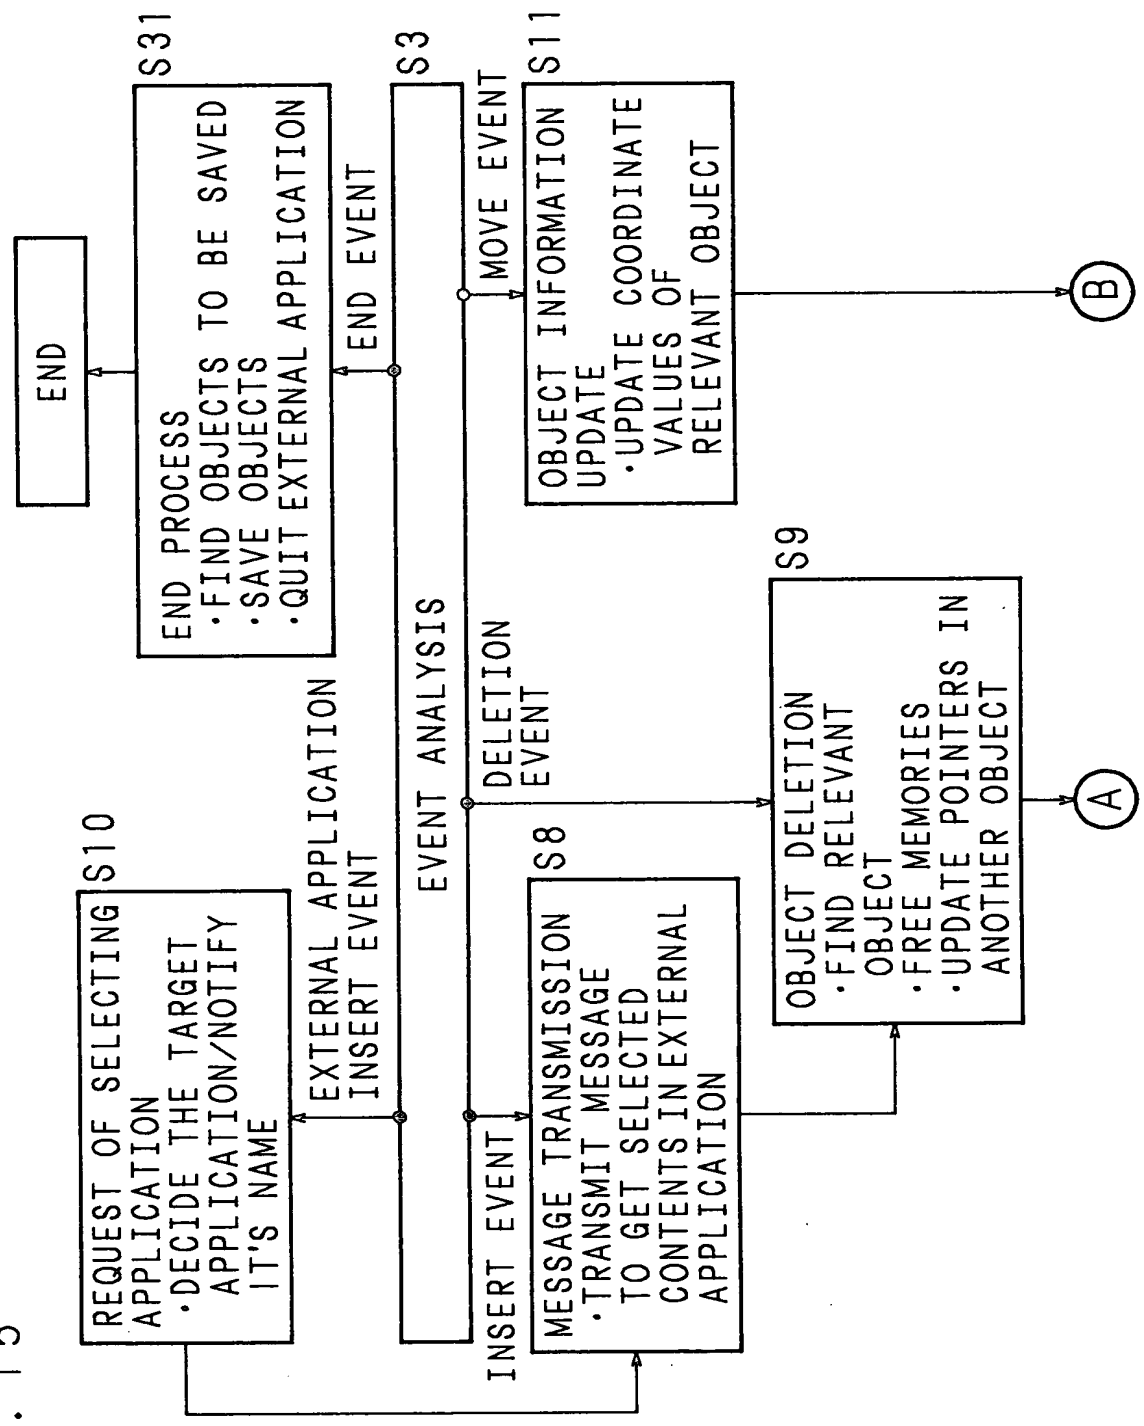 . 15
REQUEST OF SELECTING
APPLICATION
·DECIDE THE TARGET
APPLICATION/NOTIFY
IT'S NAME
S10
EXTERNAL APPLICATION
INSERT EVENT
END
END PROCESS
·FIND OBJECTS TO BE SAVED
·SAVE OBJECTS
·QUIT EXTERNAL APPLICATION
S31
END EVENT
EVENT ANALYSIS
S3
INSERT EVENT
DELETION
EVENT
MOVE EVENT
MESSAGE TRANSMISSION
·TRANSMIT MESSAGE
TO GET SELECTED
CONTENTS IN EXTERNAL
APPLICATION
S8
OBJECT INFORMATION
UPDATE
·UPDATE COORDINATE
VALUES OF
RELEVANT OBJECT
S11
OBJECT DELETION
·FIND RELEVANT
OBJECT
·FREE MEMORIES
·UPDATE POINTERS IN
ANOTHER OBJECT
S9
A
B